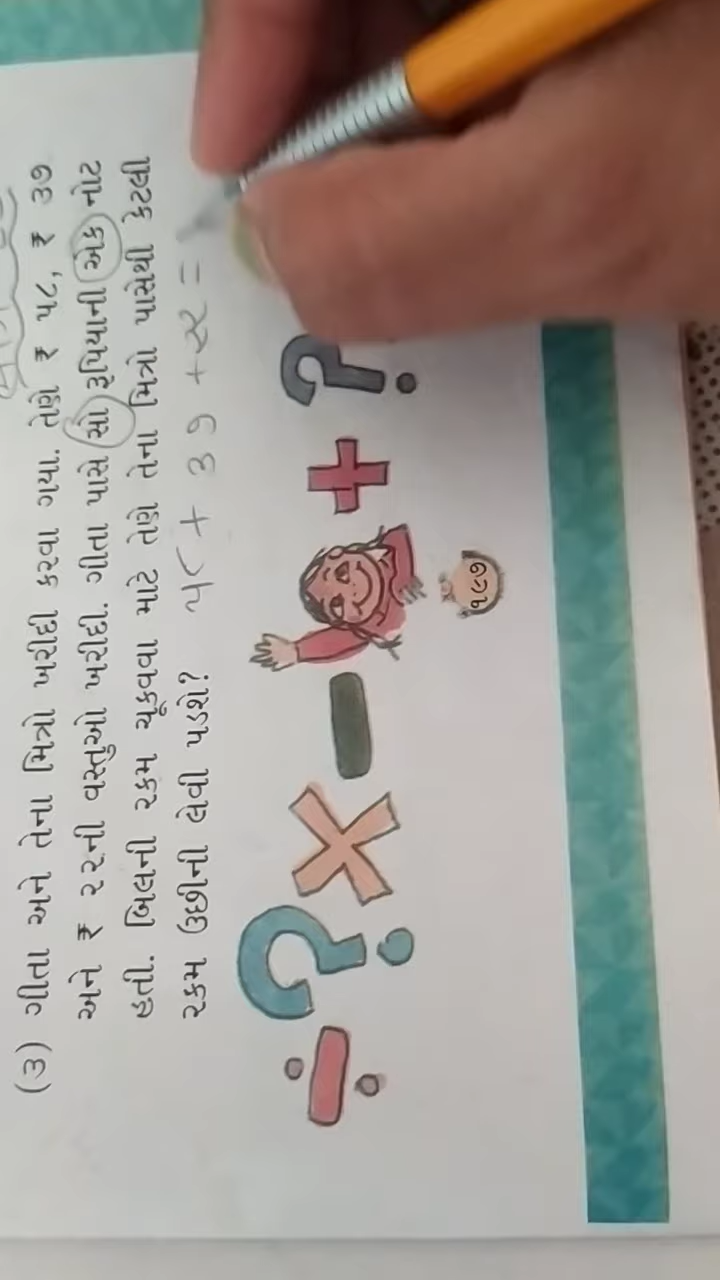 (૩) ગીતા અને તેના મિત્રો ખરીદી કરવા ગયા. તેણે ₹ ૫૮, ₹ ૩૭
અને ₹ ૨૨ની વસ્તુઓ ખરીદી. ગીતા પાસે સો રૂપિયાની એક નોટ
હતી. બિલની રકમ ચૂકવવા માટે તેણે તેના મિત્રો પાસેથી કેટલી
રકમ ઉછીની લેવી પડશે? ૫૮ + ૩૭ + ૨૨ =
÷ ? × − + ?
૧૮૭